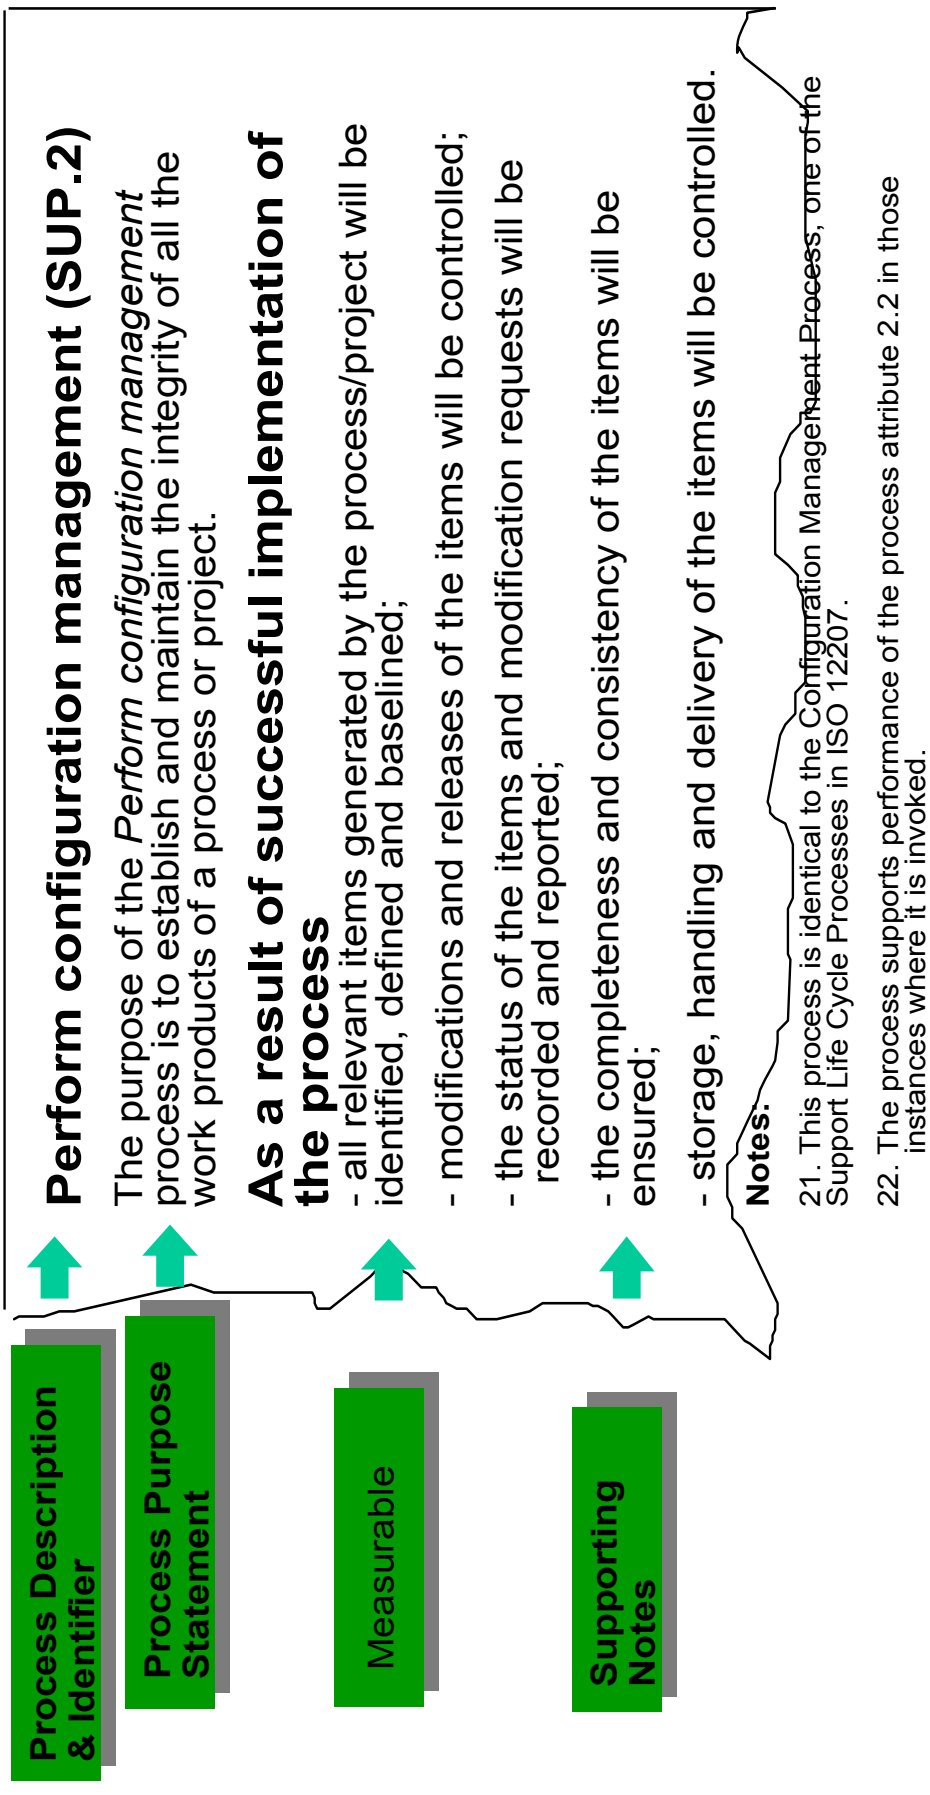 Process Description
& Identifier
Process Purpose
Statement
Measurable
Supporting
Notes
Perform configuration management (SUP.2)
The purpose of the Perform configuration management
process is to establish and maintain the integrity of all the
work products of a process or project.
As a result of successful implementation of
the process
- all relevant items generated by the process/project will be
identified, defined and baselined;
- modifications and releases of the items will be controlled;
- the status of the items and modification requests will be
recorded and reported;
- the completeness and consistency of the items will be
ensured;
- storage, handling and delivery of the items will be controlled.
Notes:
21. This process is identical to the Configuration Management Process, one of the
Support Life Cycle Processes in ISO 12207.
22. The process supports performance of the process attribute 2.2 in those
instances where it is invoked.